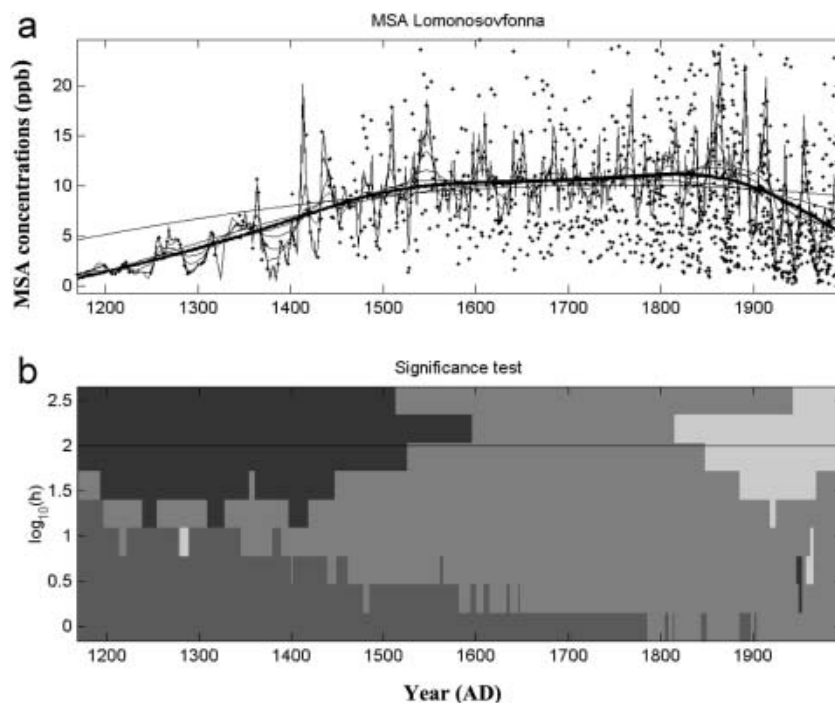 a
MSA Lomonosovfonna
MSA concentrations (ppb)
20
15
10
5
0
1200 1300 1400 1500 1600 1700 1800 1900
b
Significance test
log10(h)
2.5
2
1.5
1
0.5
0
1200 1300 1400 1500 1600 1700 1800 1900
Year (AD)